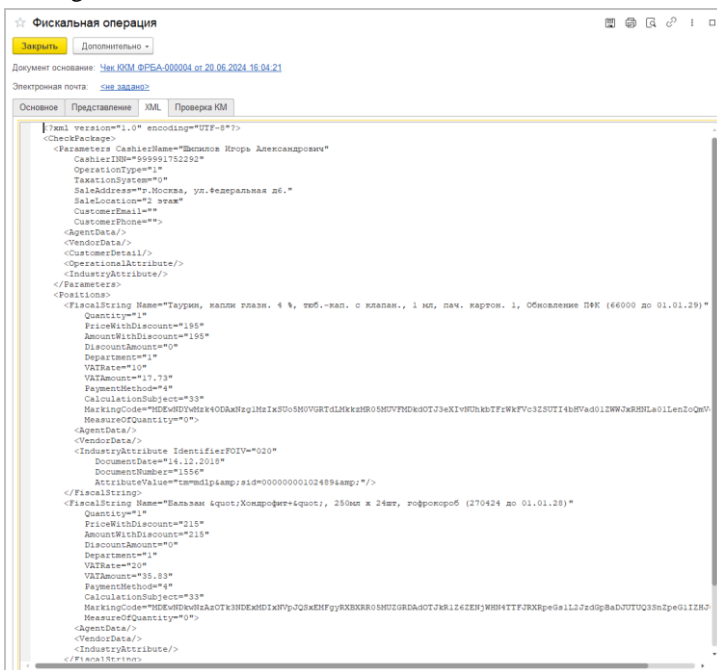 Фискальная операция
Закрыть Дополнительно
Документ основание: Чек ККМ ФРБА-000004 от 20.06.2024 16:04:21
Электронная почта: <не задано>
Основное Представление XML Проверка КМ
<?xml version="1.0" encoding="UTF-8"?>
<CheckPackage>
<Parameters CashierName="Шипилов Игорь Александрович"
CashierINN="999991752292"
OperationType="1"
TaxationSystem="0"
SaleAddress="г.Москва, ул.Федеральная д6."
SaleLocation="2 этаж"
CustomerEmail=""
CustomerPhone="">
<AgentData/>
<VendorData/>
<CustomerDetail/>
<OperationalAttribute/>
<IndustryAttribute/>
</Parameters>
<Positions>
<FiscalString Name="Таурин, капли глазн. 4 %, тюб.-кап. с клапан., 1 мл, пач. картон. 1, Обновление ПФК (66000 до 01.01.29)"
Quantity="1"
PriceWithDiscount="195"
AmountWithDiscount="195"
DiscountAmount="0"
Department="1"
VATRate="10"
VATAmount="17.73"
PaymentMethod="4"
CalculationSubject="33"
MarkingCode=
MeasureOfQuantity="0">
<AgentData/>
<VendorData/>
<IndustryAttribute IdentifierFOIV="020"
DocumentDate="14.12.2018"
DocumentNumber="1556"
AttributeValue="tm=mdlp&amp;sid=00000000102489&amp;"/>
</FiscalString>
<FiscalString Name="Бальзам &quot;Хондрофит+&quot;, 250мл x 24шт, гофрокороб (270424 до 01.01.28)"
Quantity="1"
PriceWithDiscount="215"
AmountWithDiscount="215"
DiscountAmount="0"
Department="1"
VATRate="20"
VATAmount="35.83"
PaymentMethod="4"
CalculationSubject="33"
MarkingCode=
MeasureOfQuantity="0">
<AgentData/>
<VendorData/>
<IndustryAttribute/>
</FiscalString>